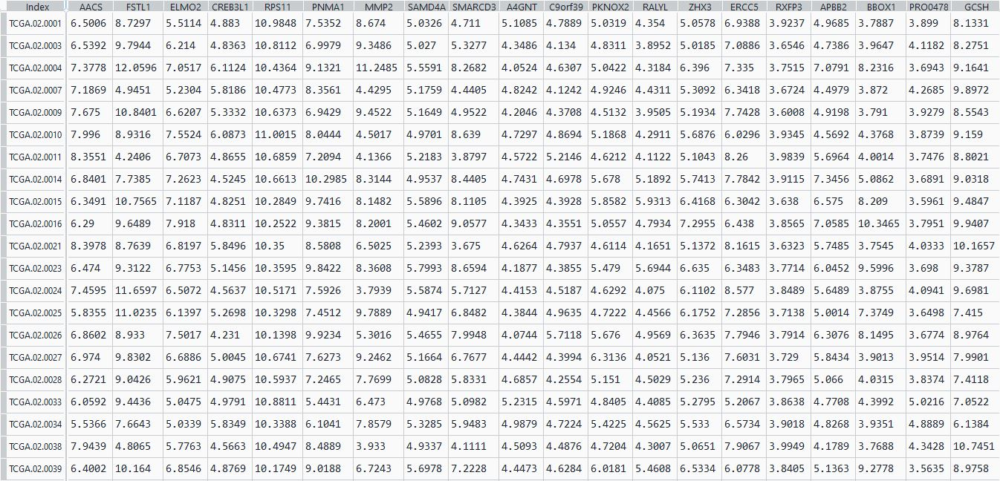 Index AACS FSTL1 ELMO2 CREB3L1 RPS11 PNMA1 MMP2 SAMD4A SMARCD3 A4GNT C9orf39 PKNOX2 RALYL ZHX3 ERCC5 RXFP3 APBB2 BBOX1 PRO0478 GCSH
TCGA.02.0001 6.5006 8.7297 5.5114 4.883 10.9848 7.5352 8.674 5.0326 4.711 5.1085 4.7889 5.0319 4.354 5.0578 6.9388 3.9237 4.9685 3.7887 3.899 8.1331
TCGA.02.0003 6.5392 9.7944 6.214 4.8363 10.8112 6.9979 9.3486 5.027 5.3277 4.3486 4.134 4.8311 3.8952 5.0185 7.0886 3.6546 4.7386 3.9647 4.1182 8.2751
TCGA.02.0004 7.3778 12.0596 7.0517 6.1124 10.4364 9.1321 11.2485 5.5591 8.2682 4.0524 4.6307 5.0422 4.3184 6.396 7.335 3.7515 7.0791 8.2316 3.6943 9.1641
TCGA.02.0007 7.1869 4.9451 5.2304 5.8186 10.4773 8.3561 4.4295 5.1759 4.4405 4.8242 4.1242 4.9246 4.4311 5.3092 6.3418 3.6724 4.4979 3.872 4.2685 9.8972
TCGA.02.0009 7.675 10.8401 6.6207 5.3332 10.6373 6.9429 9.4522 5.1649 4.9522 4.2046 4.3708 4.5132 3.9505 5.1934 7.7428 3.6008 4.9198 3.791 3.9279 8.5543
TCGA.02.0010 7.996 8.9316 7.5524 6.0873 11.0015 8.0444 4.5017 4.9701 8.639 4.7297 4.8694 5.1868 4.2911 5.6876 6.0296 3.9345 4.5692 4.3768 3.8739 9.159
TCGA.02.0011 8.3551 4.2406 6.7073 4.8655 10.6859 7.2094 4.1366 5.2183 3.8797 4.5722 5.2146 4.6212 4.1122 5.1043 8.26 3.9839 5.6964 4.0014 3.7476 8.8021
TCGA.02.0014 6.8401 7.7385 7.2623 4.5245 10.6613 10.2985 8.3144 4.9537 8.4405 4.7431 4.6978 5.678 5.1892 5.7413 7.7842 3.9115 7.3456 5.0862 3.6891 9.0318
TCGA.02.0015 6.3491 10.7565 7.1187 4.8251 10.2849 9.7416 8.1482 5.5896 8.1105 4.3925 4.3928 5.8582 5.9313 6.4168 6.3042 3.638 6.575 8.209 3.5961 9.4847
TCGA.02.0016 6.29 9.6489 7.918 4.8311 10.2522 9.3815 8.2001 5.4602 9.0577 4.3433 4.3551 5.0557 4.7934 7.2955 6.438 3.8565 7.0585 10.3465 3.7951 9.9407
TCGA.02.0021 8.3978 8.7639 6.8197 5.8496 10.35 8.5808 6.5025 5.2393 3.675 4.6264 4.7937 4.6114 4.1651 5.1372 8.1615 3.6323 5.7485 3.7545 4.0333 10.1657
TCGA.02.0023 6.474 9.3122 6.7753 5.1456 10.3595 9.8422 8.3608 5.7993 8.6594 4.1877 4.3855 5.479 5.6944 6.635 6.3483 3.7714 6.0452 9.5996 3.698 9.3787
TCGA.02.0024 7.4595 11.6597 6.5072 4.5637 10.5171 7.5926 3.7939 5.5874 5.7127 4.4153 4.5187 4.6292 4.075 6.1102 8.577 3.8489 5.6489 3.8755 4.0941 9.6981
TCGA.02.0025 5.8355 11.0235 6.1397 5.2698 10.3298 7.4512 9.7889 4.9417 6.8482 4.3844 4.9635 4.7222 4.4566 6.1752 7.2856 3.7138 5.0014 7.3749 3.6498 7.415
TCGA.02.0026 6.8602 8.933 7.5017 4.231 10.1398 9.9234 5.3016 5.4655 7.9948 4.0744 5.7118 5.676 4.9569 6.3635 7.7946 3.7914 6.3076 8.1495 3.6774 8.9764
TCGA.02.0027 6.974 9.8302 6.6886 5.0045 10.6741 7.6273 9.2462 5.1664 6.7677 4.4442 4.3994 6.3136 4.0521 5.136 7.6031 3.729 5.8434 3.9013 3.9514 7.9901
TCGA.02.0028 6.2721 9.0426 5.9621 4.9075 10.5937 7.2465 7.7699 5.0828 5.8331 4.6857 4.2554 5.151 4.5029 5.236 7.2914 3.7965 5.066 4.0315 3.8374 7.4118
TCGA.02.0033 6.0592 9.4436 5.0475 4.9791 10.8811 5.4431 6.473 4.9768 5.0982 5.2315 4.5971 4.8405 4.4085 5.2795 5.2067 3.8638 4.7708 4.3992 5.0216 7.0522
TCGA.02.0034 5.5366 7.6643 5.0339 5.8349 10.3388 6.1041 7.8579 5.3285 5.9483 4.9879 4.7224 5.4225 4.5625 5.533 6.5734 3.9018 4.8268 3.9351 4.8889 6.1384
TCGA.02.0038 7.9439 4.8065 5.7763 4.5663 10.4947 8.4889 3.933 4.9337 4.1111 4.5093 4.4876 4.7204 4.3007 5.0651 7.9067 3.9949 4.1789 3.7688 4.3428 10.7451
TCGA.02.0039 6.4002 10.164 6.8546 4.8769 10.1749 9.0188 6.7243 5.6978 7.2228 4.4473 4.6284 6.0181 5.4608 6.5334 6.0778 3.8405 5.1363 9.2778 3.5635 8.9758